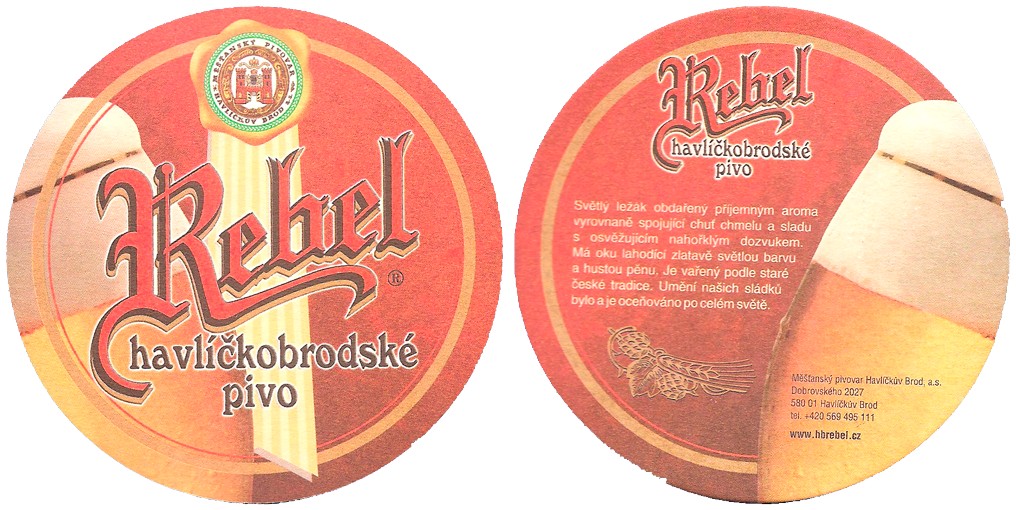 MĚŠŤANSKÝ PIVOVAR
HAVLÍČKŮV BROD a.s.
Rebel
®
havlíčkobrodské
pivo
Rebel
havlíčkobrodské
pivo
Světlý ležák obdařený příjemným aroma
vyrovnaně spojující chuť chmelu a sladu
s osvěžujícím nahořklým dozvukem.
Má oku lahodící zlatavě světlou barvu
a hustou pěnu. Je vařený podle staré
české tradice. Umění našich sládků
bylo a je oceňováno po celém světě.
Měšťanský pivovar Havlíčkův Brod, a.s.
Dobrovského 2027
580 01 Havlíčkův Brod
tel. +420 569 495 111
www.hbrebel.cz